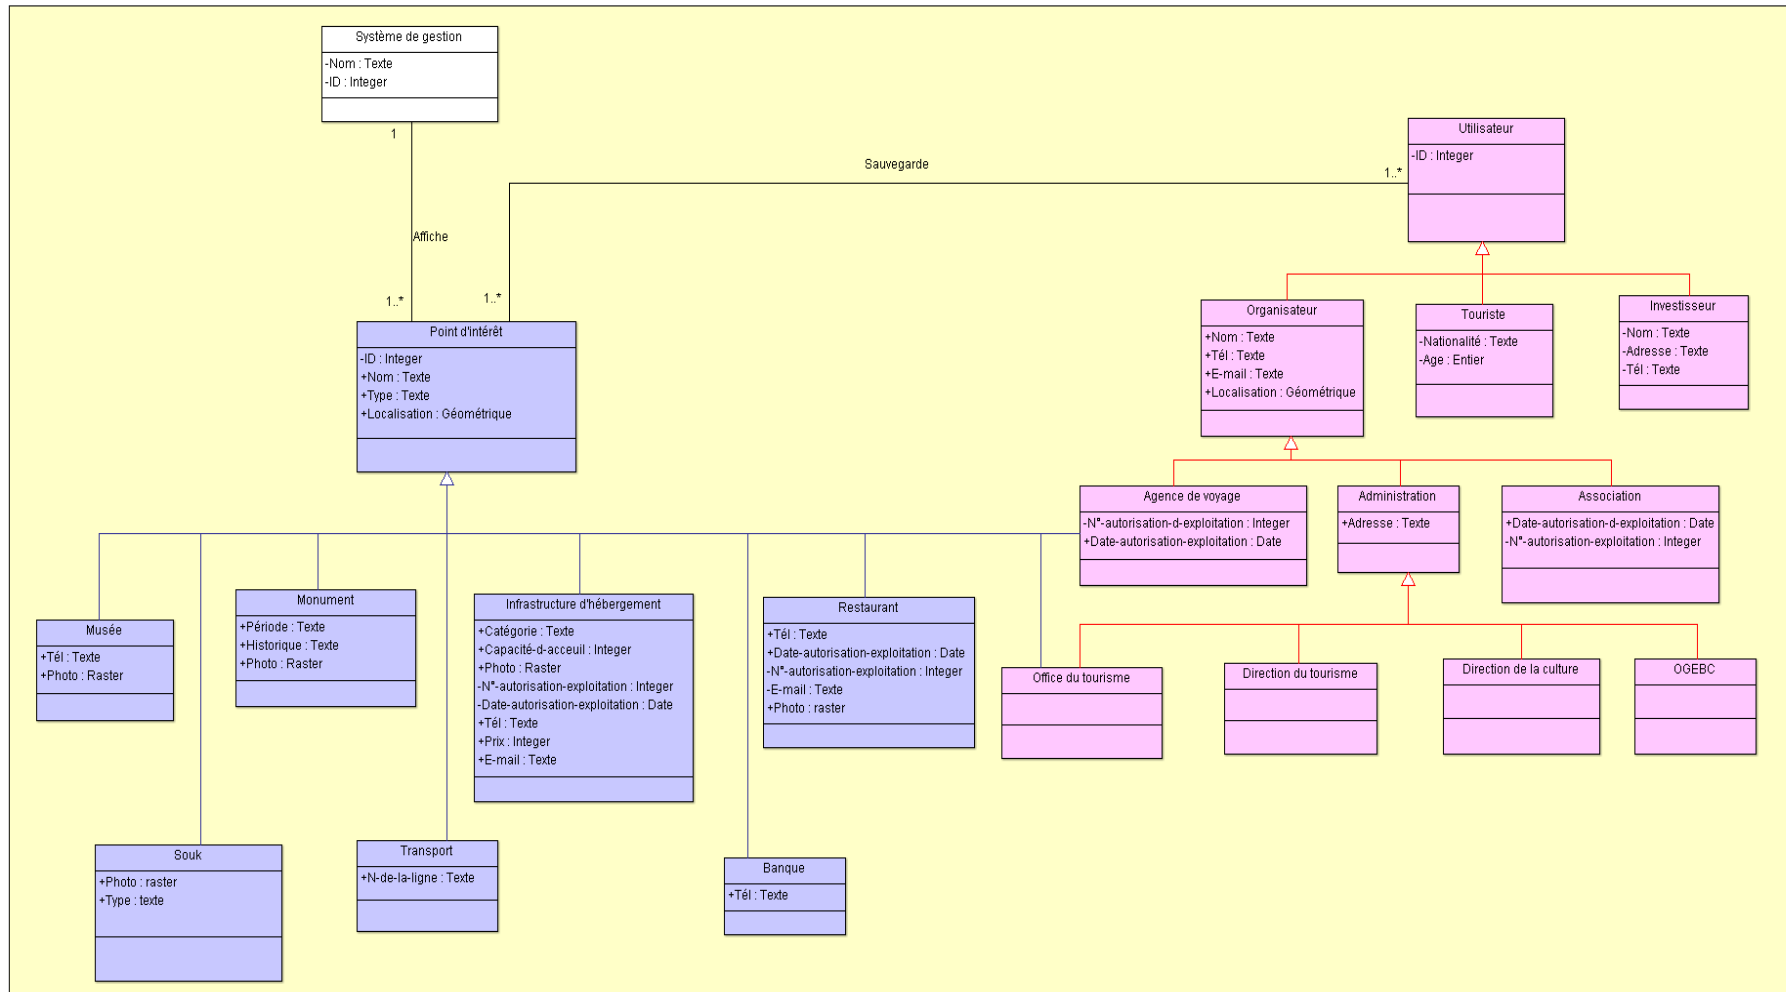 Système de gestion
-Nom : Texte
-ID : Integer
1
Affiche
1..*
Sauvegarde
1..*
1..*
Utilisateur
-ID : Integer
Point d'intérêt
-ID : Integer
+Nom : Texte
+Type : Texte
+Localisation : Géométrique
Organisateur
+Nom : Texte
+Tél : Texte
+E-mail : Texte
+Localisation : Géométrique
Touriste
-Nationalité : Texte
-Age : Entier
Investisseur
-Nom : Texte
-Adresse : Texte
-Tél : Texte
Agence de voyage
-N°-autorisation-d-exploitation : Integer
+Date-autorisation-exploitation : Date
Administration
+Adresse : Texte
Association
+Date-autorisation-d-exploitation : Date
-N°-autorisation-exploitation : Integer
Musée
+Tél : Texte
+Photo : Raster
Monument
+Période : Texte
+Historique : Texte
+Photo : Raster
Infrastructure d'hébergement
+Catégorie : Texte
+Capacité-d-acceuil : Integer
+Photo : Raster
-N°-autorisation-exploitation : Integer
-Date-autorisation-exploitation : Date
+Tél : Texte
+Prix : Integer
+E-mail : Texte
Restaurant
+Tél : Texte
+Date-autorisation-exploitation : Date
-N°-autorisation-exploitation : Integer
-E-mail : Texte
+Photo : raster
Office du tourisme
Direction du tourisme
Direction de la culture
OGEBC
Souk
+Photo : raster
+Type : texte
Transport
+N-de-la-ligne : Texte
Banque
+Tél : Texte